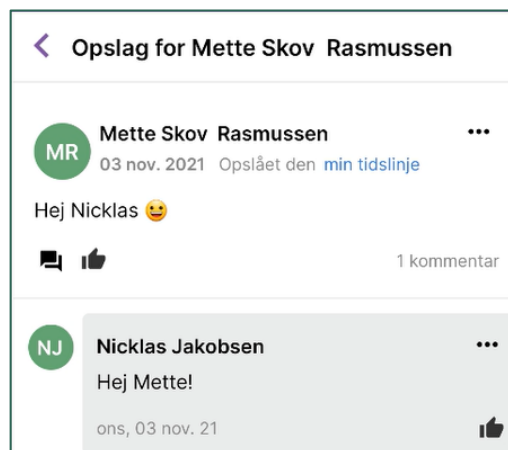 Opslag for Mette Skov Rasmussen
MR
Mette Skov Rasmussen
03 nov. 2021 Opslået den min tidslinje
Hej Nicklas 😀
1 kommentar
NJ
Nicklas Jakobsen
Hej Mette!
ons, 03 nov. 21